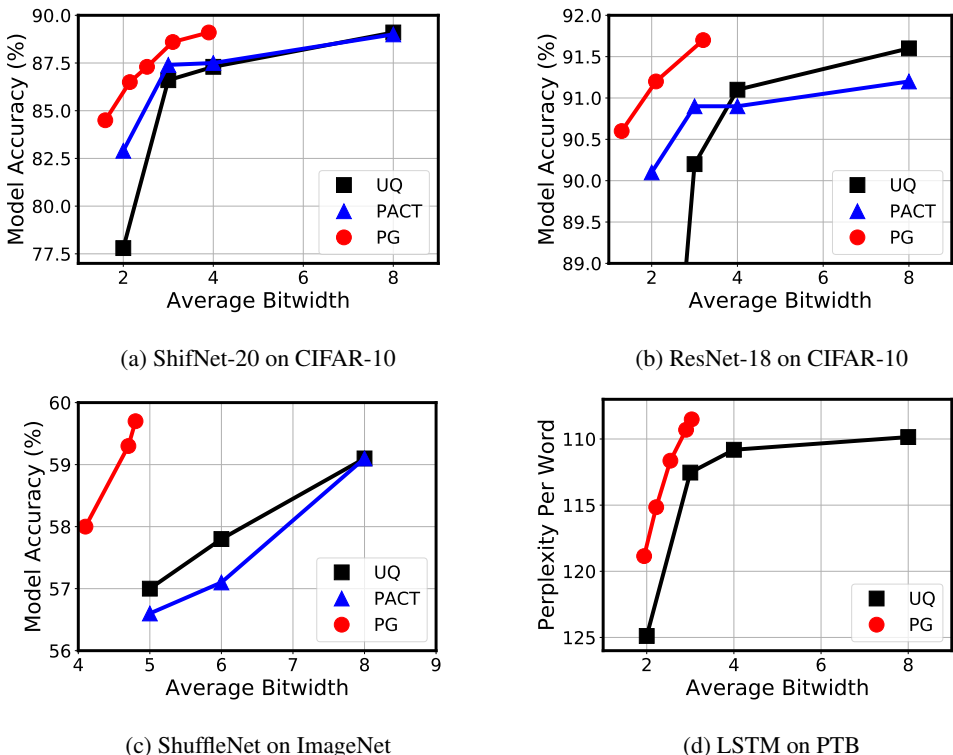 90.0
87.5
85.0
82.5
80.0
77.5
Model Accuracy (%)
UQ
PACT
PG
2 4 6 8
Average Bitwidth
(a) ShifNet-20 on CIFAR-10
92.0
91.5
91.0
90.5
90.0
89.5
89.0
Model Accuracy (%)
UQ
PACT
PG
2 4 6 8
Average Bitwidth
(b) ResNet-18 on CIFAR-10
60
59
58
57
56
Model Accuracy (%)
UQ
PACT
PG
4 5 6 7 8 9
Average Bitwidth
(c) ShuffleNet on ImageNet
110
115
120
125
Perplexity Per Word
UQ
PG
2 4 6 8
Average Bitwidth
(d) LSTM on PTB